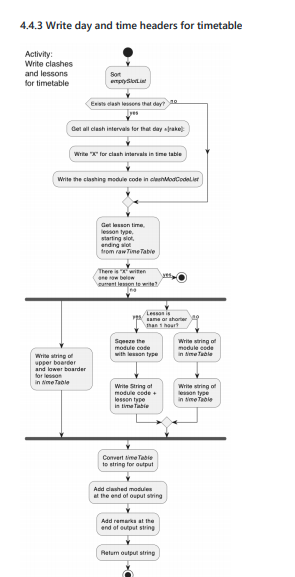 4.4.3 Write day and time headers for timetable
Activity:
Write clashes
and lessons
for timetable
Sort
emptySlotList
Exists clash lessons that day?
no
yes
Get all clash intervals for that day s[rake];
Write "X" for clash intervals in time table
Write the clashing module code in clashModCodeList
Get lesson time,
lesson type,
starting slot,
ending slot
from rawTimeTable
There is "X" written
one row below
current lesson to write?
yes
no
Lesson is
same or shorter
than 1 hour?
yes
no
Write string of
upper boarder
and lower boarder
for lesson
in timeTable
Sqeeze the
module code
with lesson type
Write string of
module code
in timeTable
Write String of
module code +
lesson type
in timeTable
Write string of
lesson type
in timeTable
Convert timeTable
to string for output
Add clashed modules
at the end of ouput string
Add remarks at the
end of output string
Return output string